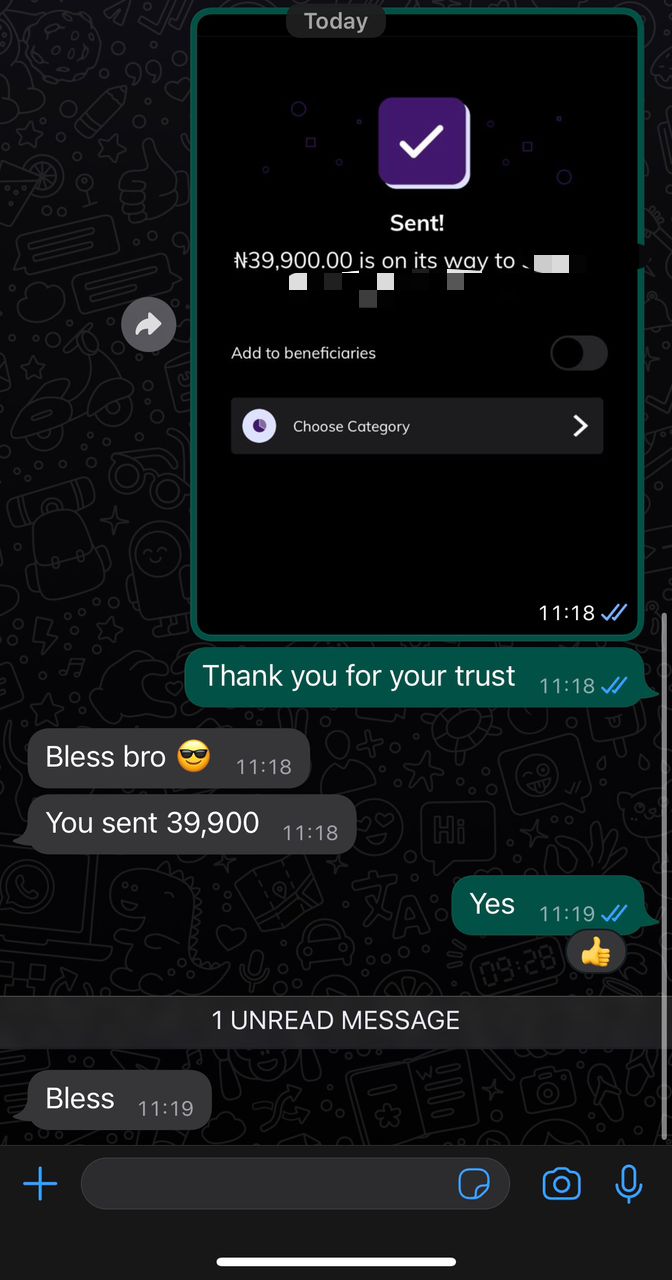 Today
Sent!
₦39,900.00 is on its way to
Add to beneficiaries
Choose Category
11:18
Thank you for your trust 11:18
Bless bro 😎 11:18
You sent 39,900 11:18
Yes 11:19
👍
1 UNREAD MESSAGE
Bless 11:19